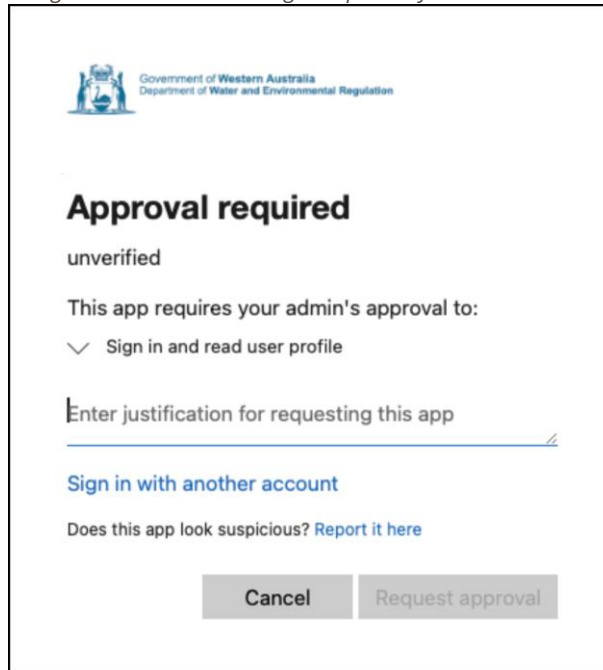 Government of Western Australia
Department of Water and Environmental Regulation
Approval required
unverified
This app requires your admin's approval to:
Sign in and read user profile
Enter justification for requesting this app
Sign in with another account
Does this app look suspicious? Report it here
Cancel
Request approval